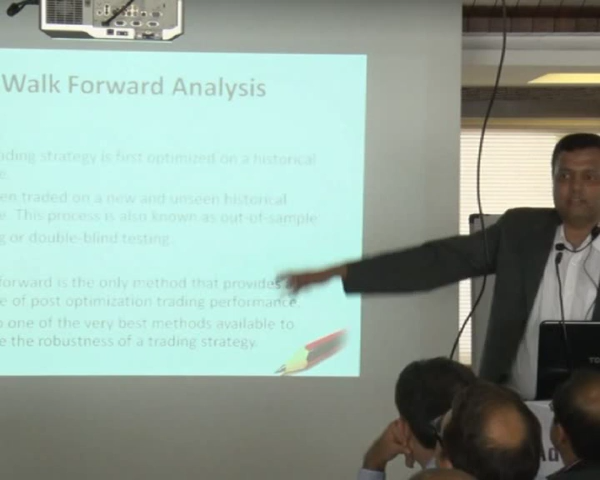 Walk Forward Analysis
ding strategy is first optimized on a historical
e.
en traded on a new and unseen historical
e. This process is also known as out-of-sample
g or double-blind testing.
forward is the only method that provides
e of post optimization trading performance.
o one of the very best methods available to
e the robustness of a trading strategy.
Ad